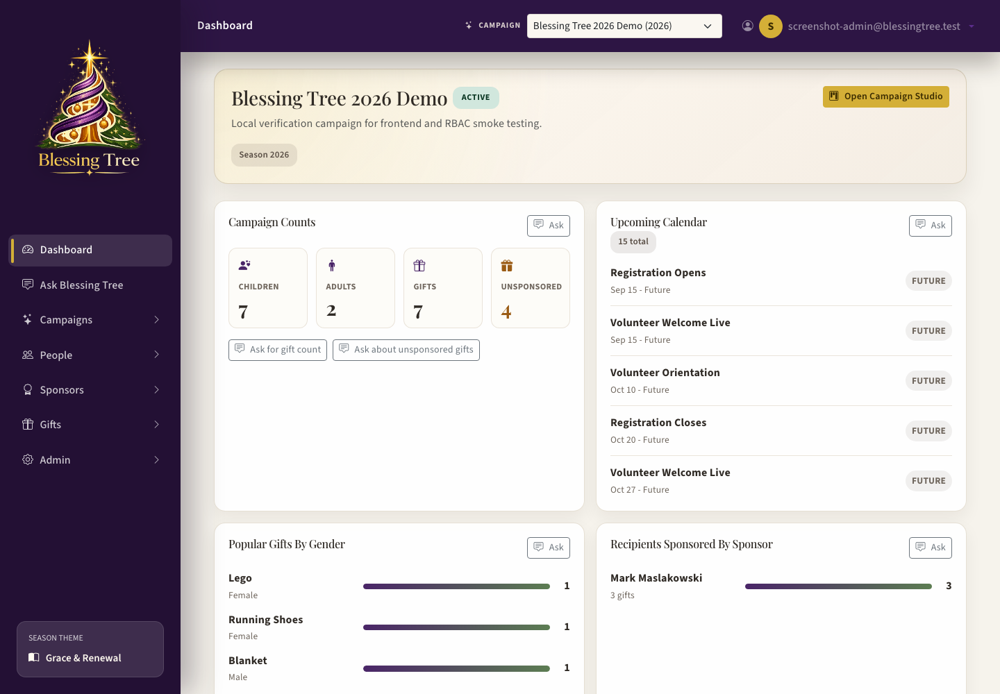 Blessing Tree
Dashboard
Ask Blessing Tree
Campaigns
People
Sponsors
Gifts
Admin
SEASON THEME
Grace & Renewal
Dashboard
CAMPAIGN
Blessing Tree 2026 Demo (2026)
S
screenshot-admin@blessingtree.test
Blessing Tree 2026 Demo ACTIVE
Open Campaign Studio
Local verification campaign for frontend and RBAC smoke testing.
Season 2026
Campaign Counts
Ask
CHILDREN
7
ADULTS
2
GIFTS
7
UNSPONSORED
4
Ask for gift count
Ask about unsponsored gifts
Upcoming Calendar
15 total
Ask
Registration Opens
Sep 15 - Future
FUTURE
Volunteer Welcome Live
Sep 15 - Future
FUTURE
Volunteer Orientation
Oct 10 - Future
FUTURE
Registration Closes
Oct 20 - Future
FUTURE
Volunteer Welcome Live
Oct 27 - Future
FUTURE
Popular Gifts By Gender
Ask
Lego
Female
1
Running Shoes
Female
1
Blanket
Male
1
Recipients Sponsored By Sponsor
Ask
Mark Maslakowski
3 gifts
3